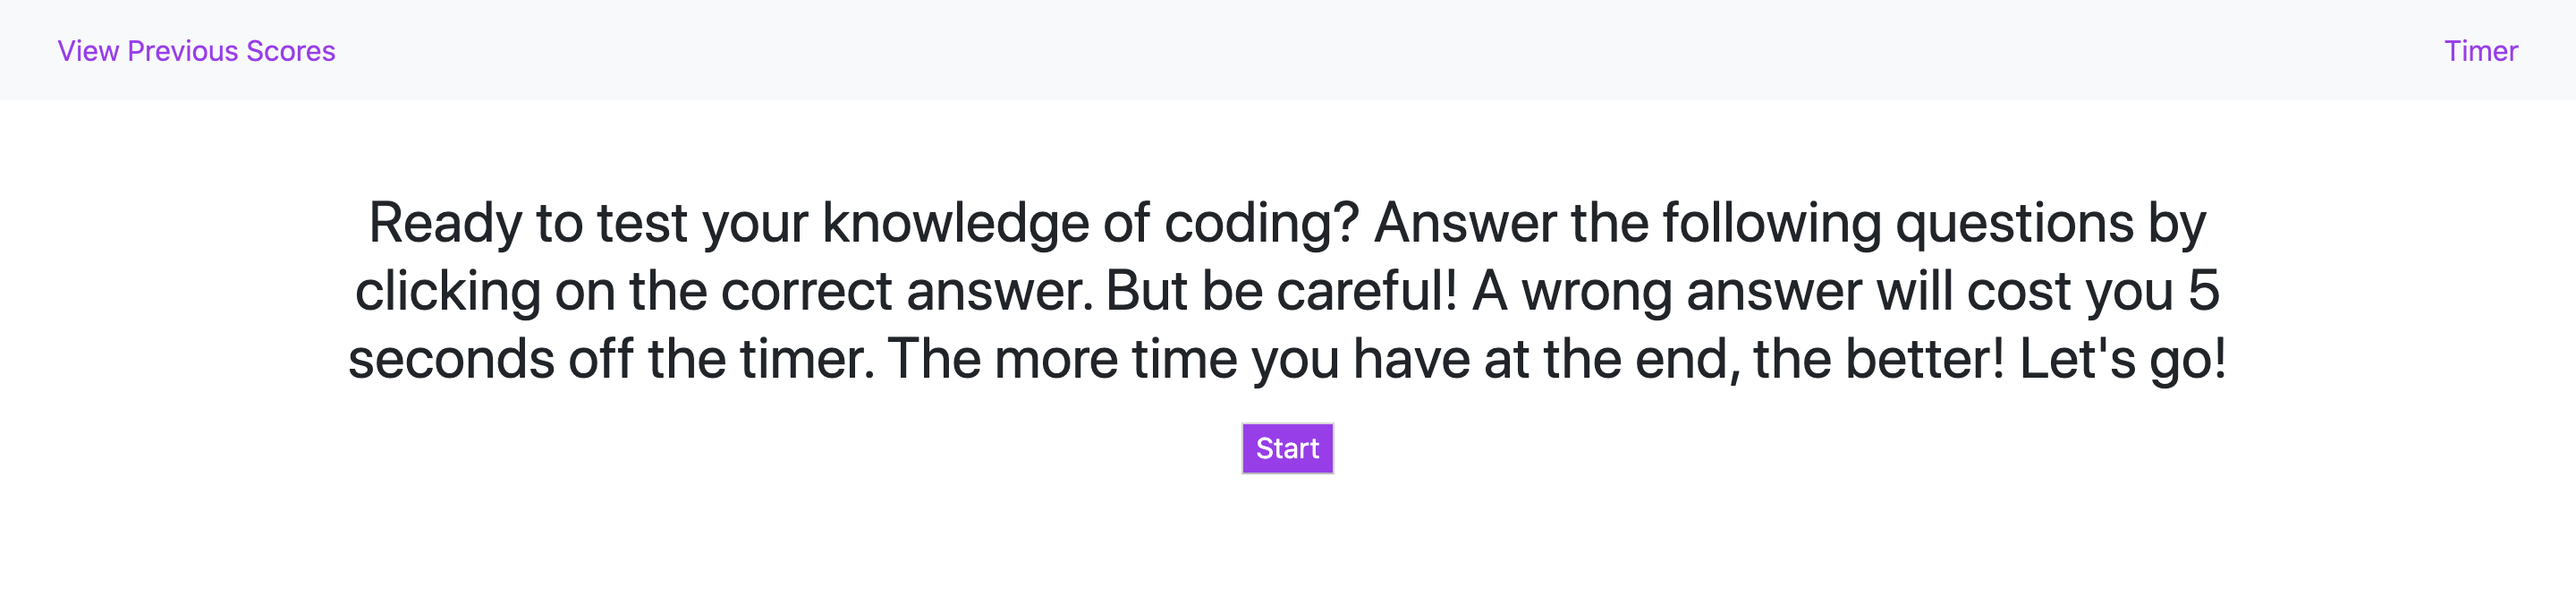 View Previous Scores
Timer
Ready to test your knowledge of coding? Answer the following questions by
clicking on the correct answer. But be careful! A wrong answer will cost you 5
seconds off the timer. The more time you have at the end, the better! Let's go!
Start